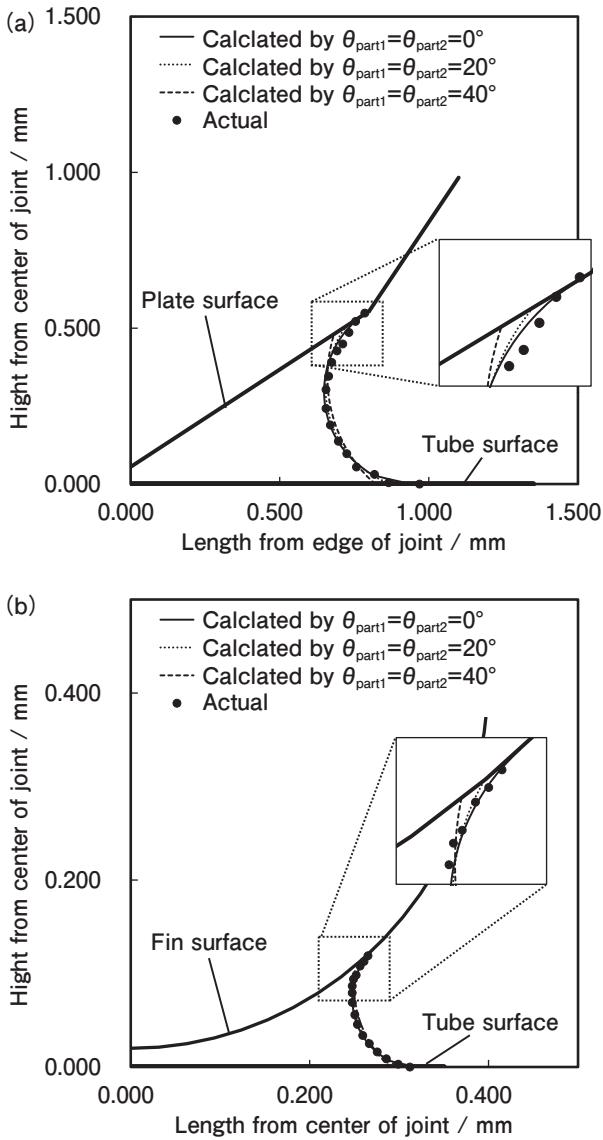 (a)
1.500
Calclated by θpart1=θpart2=0°
Calclated by θpart1=θpart2=20°
Calclated by θpart1=θpart2=40°
Actual
1.000
Plate surface
0.500
Tube surface
0.000
0.000 0.500 1.000 1.500
Hight from center of joint / mm
Length from edge of joint / mm
(b)
Calclated by θpart1=θpart2=0°
Calclated by θpart1=θpart2=20°
Calclated by θpart1=θpart2=40°
Actual
0.400
0.200
Fin surface
Tube surface
0.000
0.000 0.200 0.400
Hight from center of joint / mm
Length from center of joint / mm